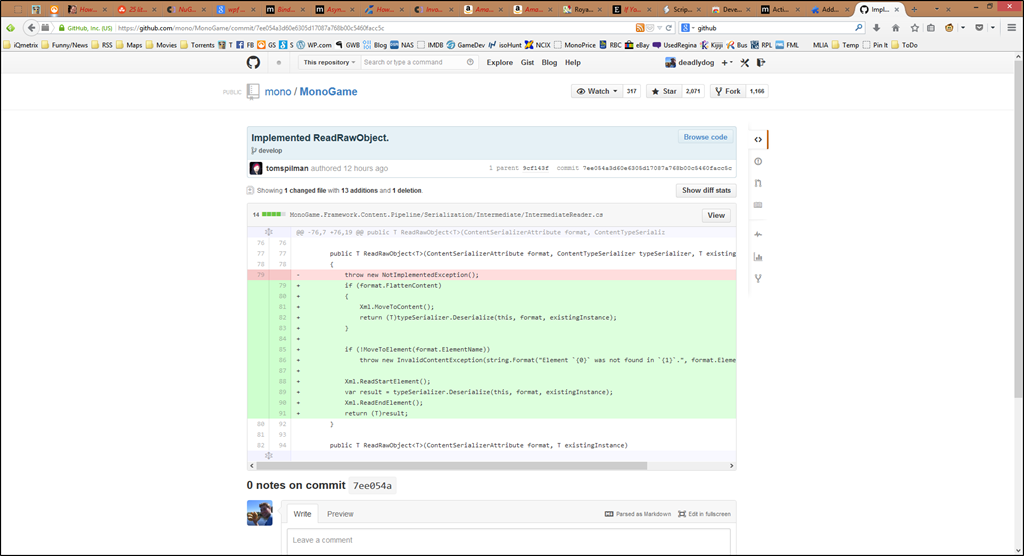 How...
25 lit...
NuG...
wpf ...
Bind...
Asyn...
How...
Inva...
Ama...
Ama...
Roya...
If Yo...
Scrip...
Deve...
Acti...
Add...
Impl...
GitHub, Inc. (US) https://github.com/mono/MonoGame/commit/7ee054a3d60e6305d17087a768b00c5460facc5c github
iQmetrix Funny/News RSS Maps Movies Torrents T FB GS S WP.com GWB Blog NAS IMDB GameDev isoHunt NCIX MonoPrice RBC eBay UsedRegina Kijiji Bus RPL FML MLIA Temp Pin It ToDo
This repository Search or type a command Explore Gist Blog Help deadlydog
PUBLIC mono / MonoGame Watch 317 Star 2,071 Fork 1,166
Implemented ReadRawObject. Browse code
develop
tomspilman authored 12 hours ago 1 parent 9cf143f commit 7ee054a3d60e6305d17087a768b00c5460facc5c
Showing 1 changed file with 13 additions and 1 deletion Show diff stats
14 MonoGame.Framework.Content.Pipeline/Serialization/Intermediate/IntermediateReader.cs View
@@ -76,7 +76,19 @@ public T ReadRawObject<T>(ContentSerializerAttribute format, ContentTypeSerializ
76 76
77 77 public T ReadRawObject<T>(ContentSerializerAttribute format, ContentTypeSerializer typeSerializer, T existing
78 78 {
79 - throw new NotImplementedException();
79 + if (format.FlattenContent)
80 + {
81 + Xml.MoveToContent();
82 + return (T)typeSerializer.Deserialize(this, format, existingInstance);
83 + }
84 +
85 + if (!MoveToElement(format.ElementName))
86 + throw new InvalidContentException(string.Format("Element `{0}` was not found in `{1}`.", format.Eleme
87 +
88 + Xml.ReadStartElement();
89 + var result = typeSerializer.Deserialize(this, format, existingInstance);
90 + Xml.ReadEndElement();
91 + return (T)result;
80 92 }
81 93
82 94 public T ReadRawObject<T>(ContentSerializerAttribute format, T existingInstance)
0 notes on commit 7ee054a
Write Preview Parsed as Markdown Edit in fullscreen
Leave a comment